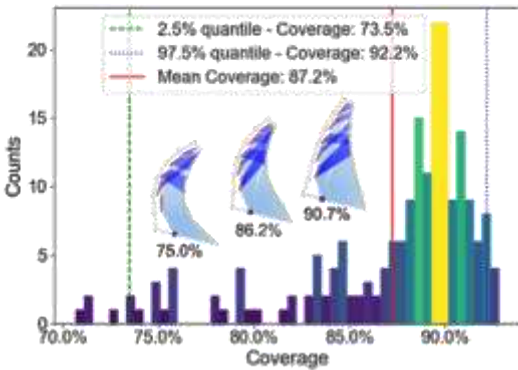 2.5% quantile - Coverage: 73.5%
97.5% quantile - Coverage: 92.2%
Mean Coverage: 87.2%
20
15
10
5
0
Counts
75.0%
86.2%
90.7%
70.0% 75.0% 80.0% 85.0% 90.0%
Coverage